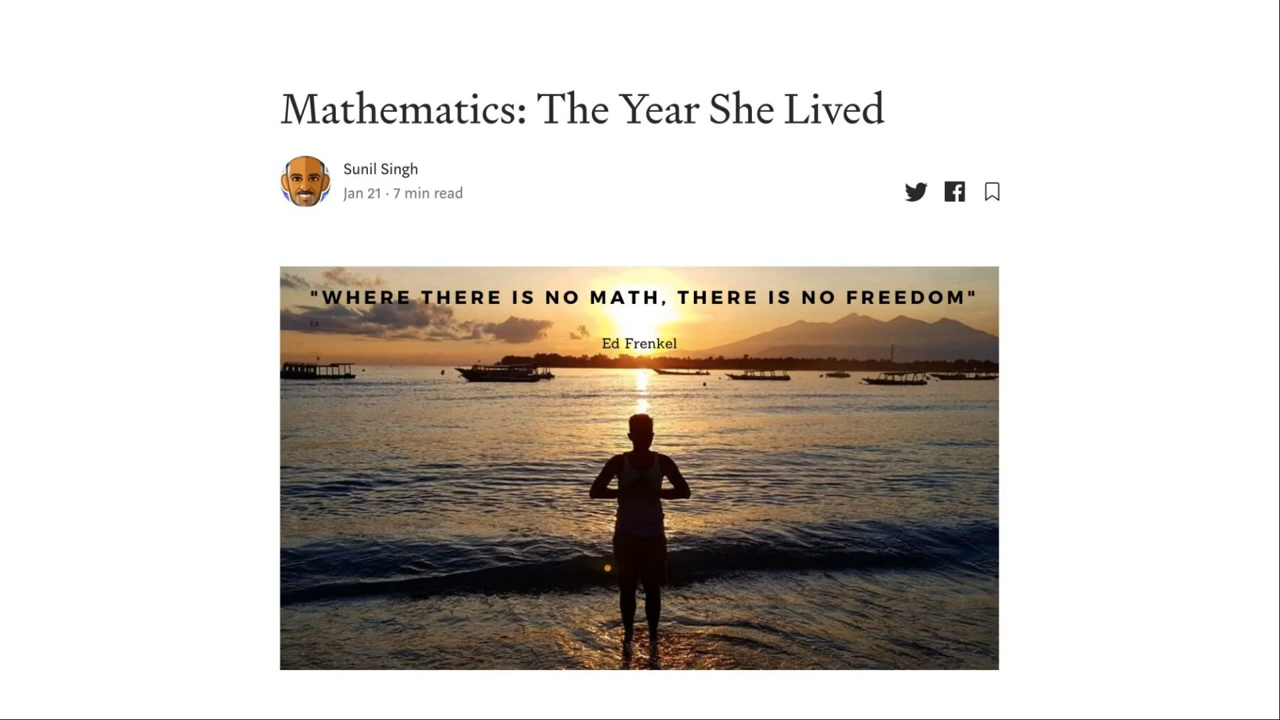 Mathematics: The Year She Lived
Sunil Singh
Jan 21 · 7 min read
"WHERE THERE IS NO MATH, THERE IS NO FREEDOM"
Ed Frenkel